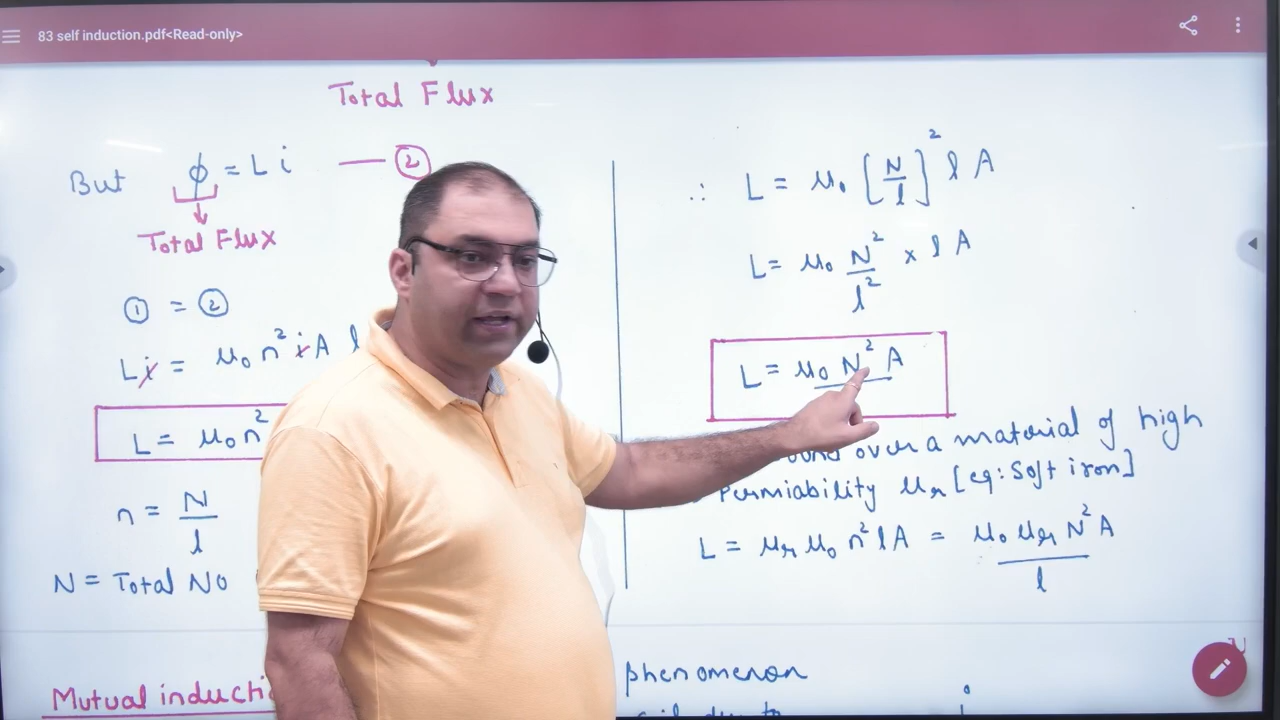 83 self induction.pdf<Read-only>
Total Flux
But ϕ = L i — ②
Total Flux
① = ②
Li = μ₀ n² i A l
L = μ₀ n²
n = N/l
N = Total No
Mutual inducti
∴ L = μ₀ [N/l]² l A
L = μ₀ N²/l² × l A
L = μ₀ N² A
over a material of high
Permiability μr [eg: Soft iron]
L = μr μ₀ n² l A = μ₀ μr N² A / l
phenomenon